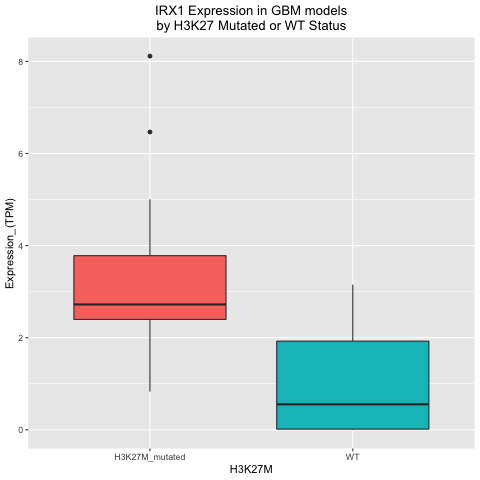 IRX1 Expression in GBM models
by H3K27 Mutated or WT Status
Expression_(TPM)
8
6
4
2
0
H3K27M_mutated
WT
H3K27M